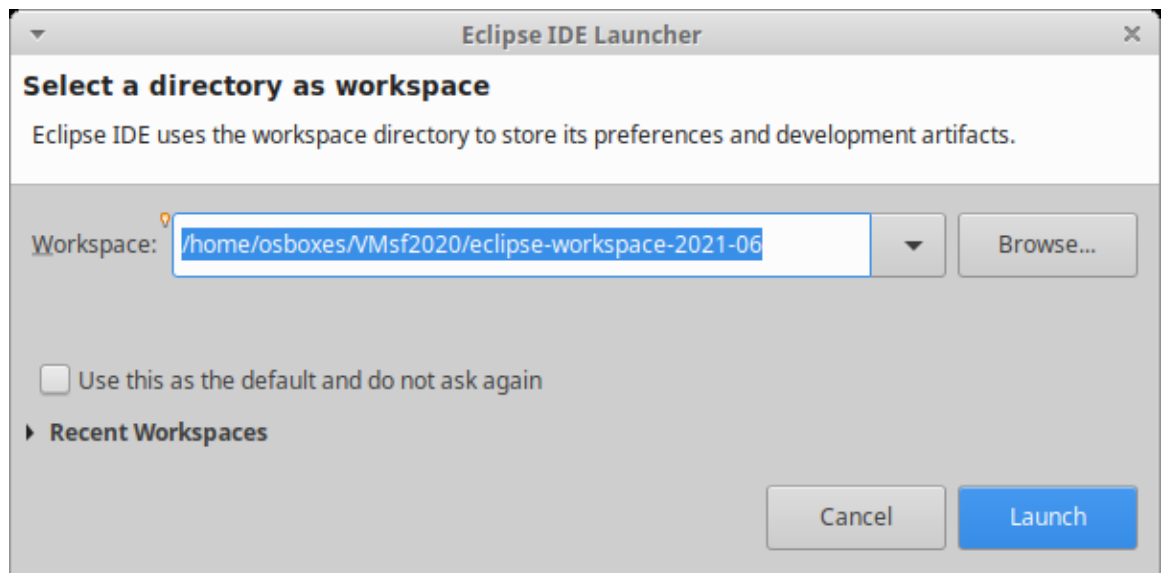 Eclipse IDE Launcher
Select a directory as workspace
Eclipse IDE uses the workspace directory to store its preferences and development artifacts.
Workspace: /home/osboxes/VMsf2020/eclipse-workspace-2021-06 Browse...
Use this as the default and do not ask again
Recent Workspaces
Cancel Launch